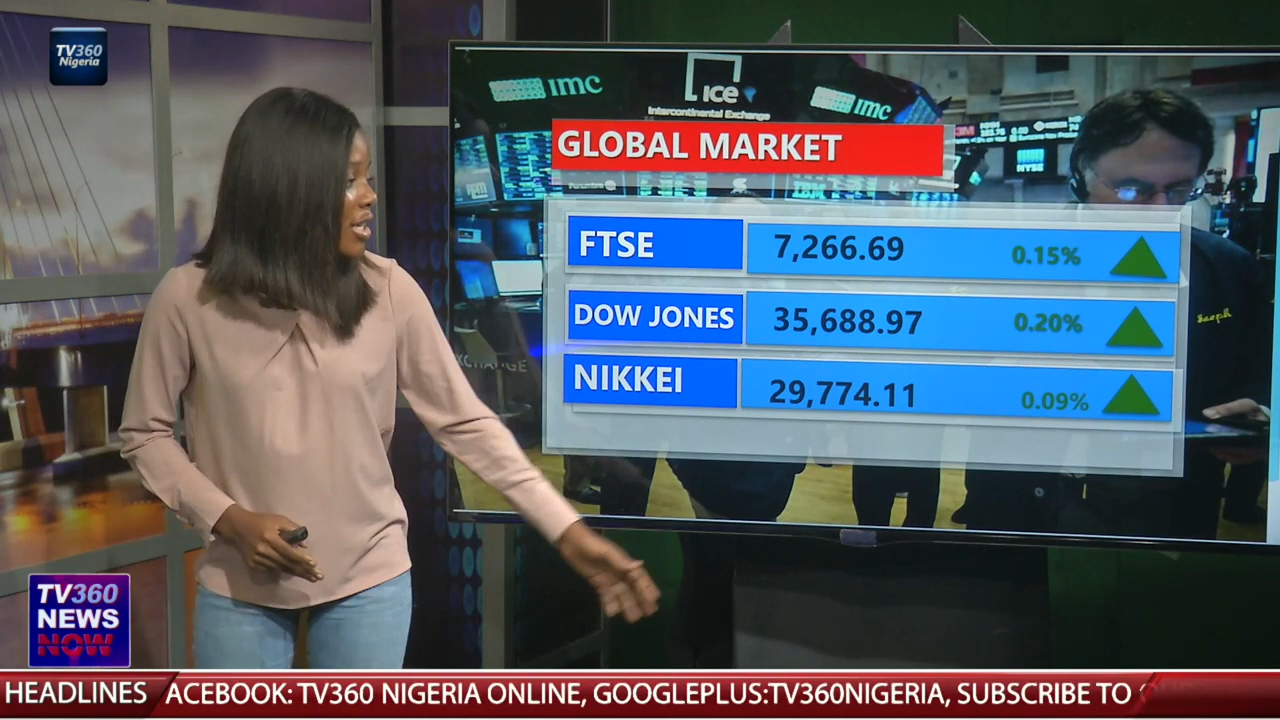 TV360
Nigeria
IMC
ICE
Intercontinental Exchange
IMC
GLOBAL MARKET
NYSE
FTSE
7,266.69
0.15%
DOW JONES
35,688.97
0.20%
NIKKEI
29,774.11
0.09%
TV360
NEWS
NOW
HEADLINES
ACEBOOK: TV360 NIGERIA ONLINE, GOOGLEPLUS:TV360NIGERIA, SUBSCRIBE TO